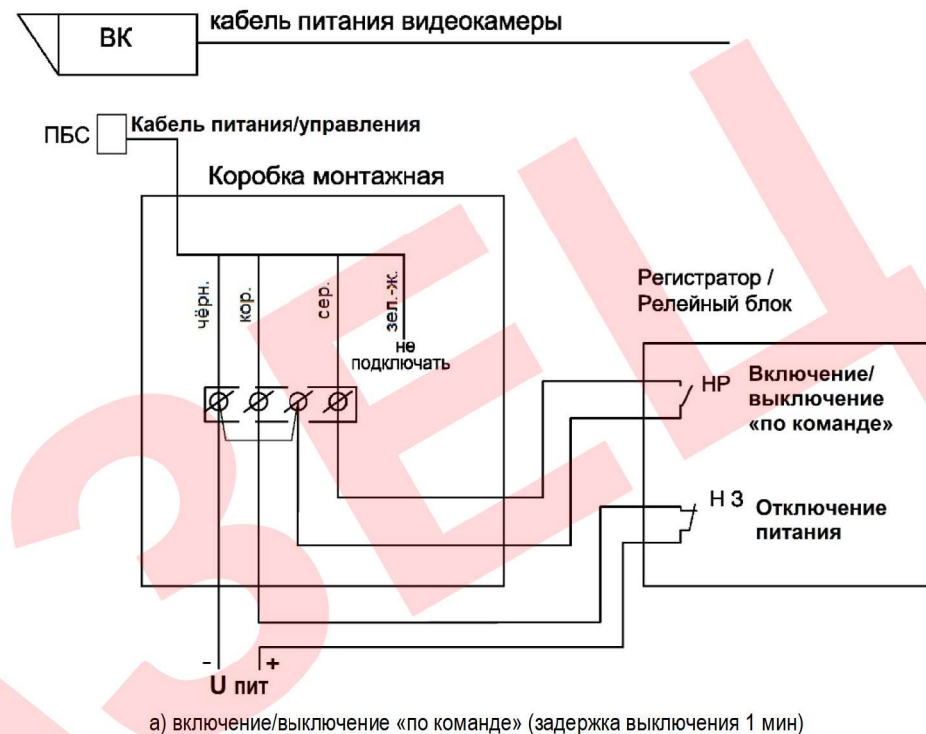 ВК
кабель питания видеокамеры
ПБС
Кабель питания/управления
Коробка монтажная
чёрн.
кор.
сер.
зел.-ж.
не
подключать
Регистратор /
Релейный блок
НР
Включение/
выключение
«по команде»
Н З
Отключение
питания
- +
U пит
а) включение/выключение «по команде» (задержка выключения 1 мин)